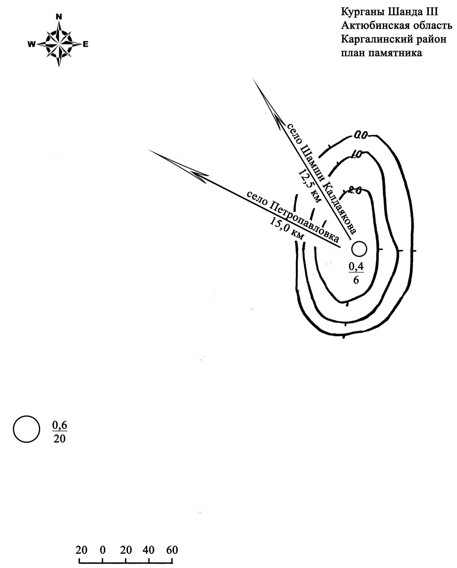 Курганы Шанда III
Актюбинская область
Каргалинский район
план памятника
N
W E
S
0.0
1.0
2.0
село Шамши Калдаякова
12,5 км
село Петропавловка
15,0 км
0,4
6
0,6
20
20 0 20 40 60